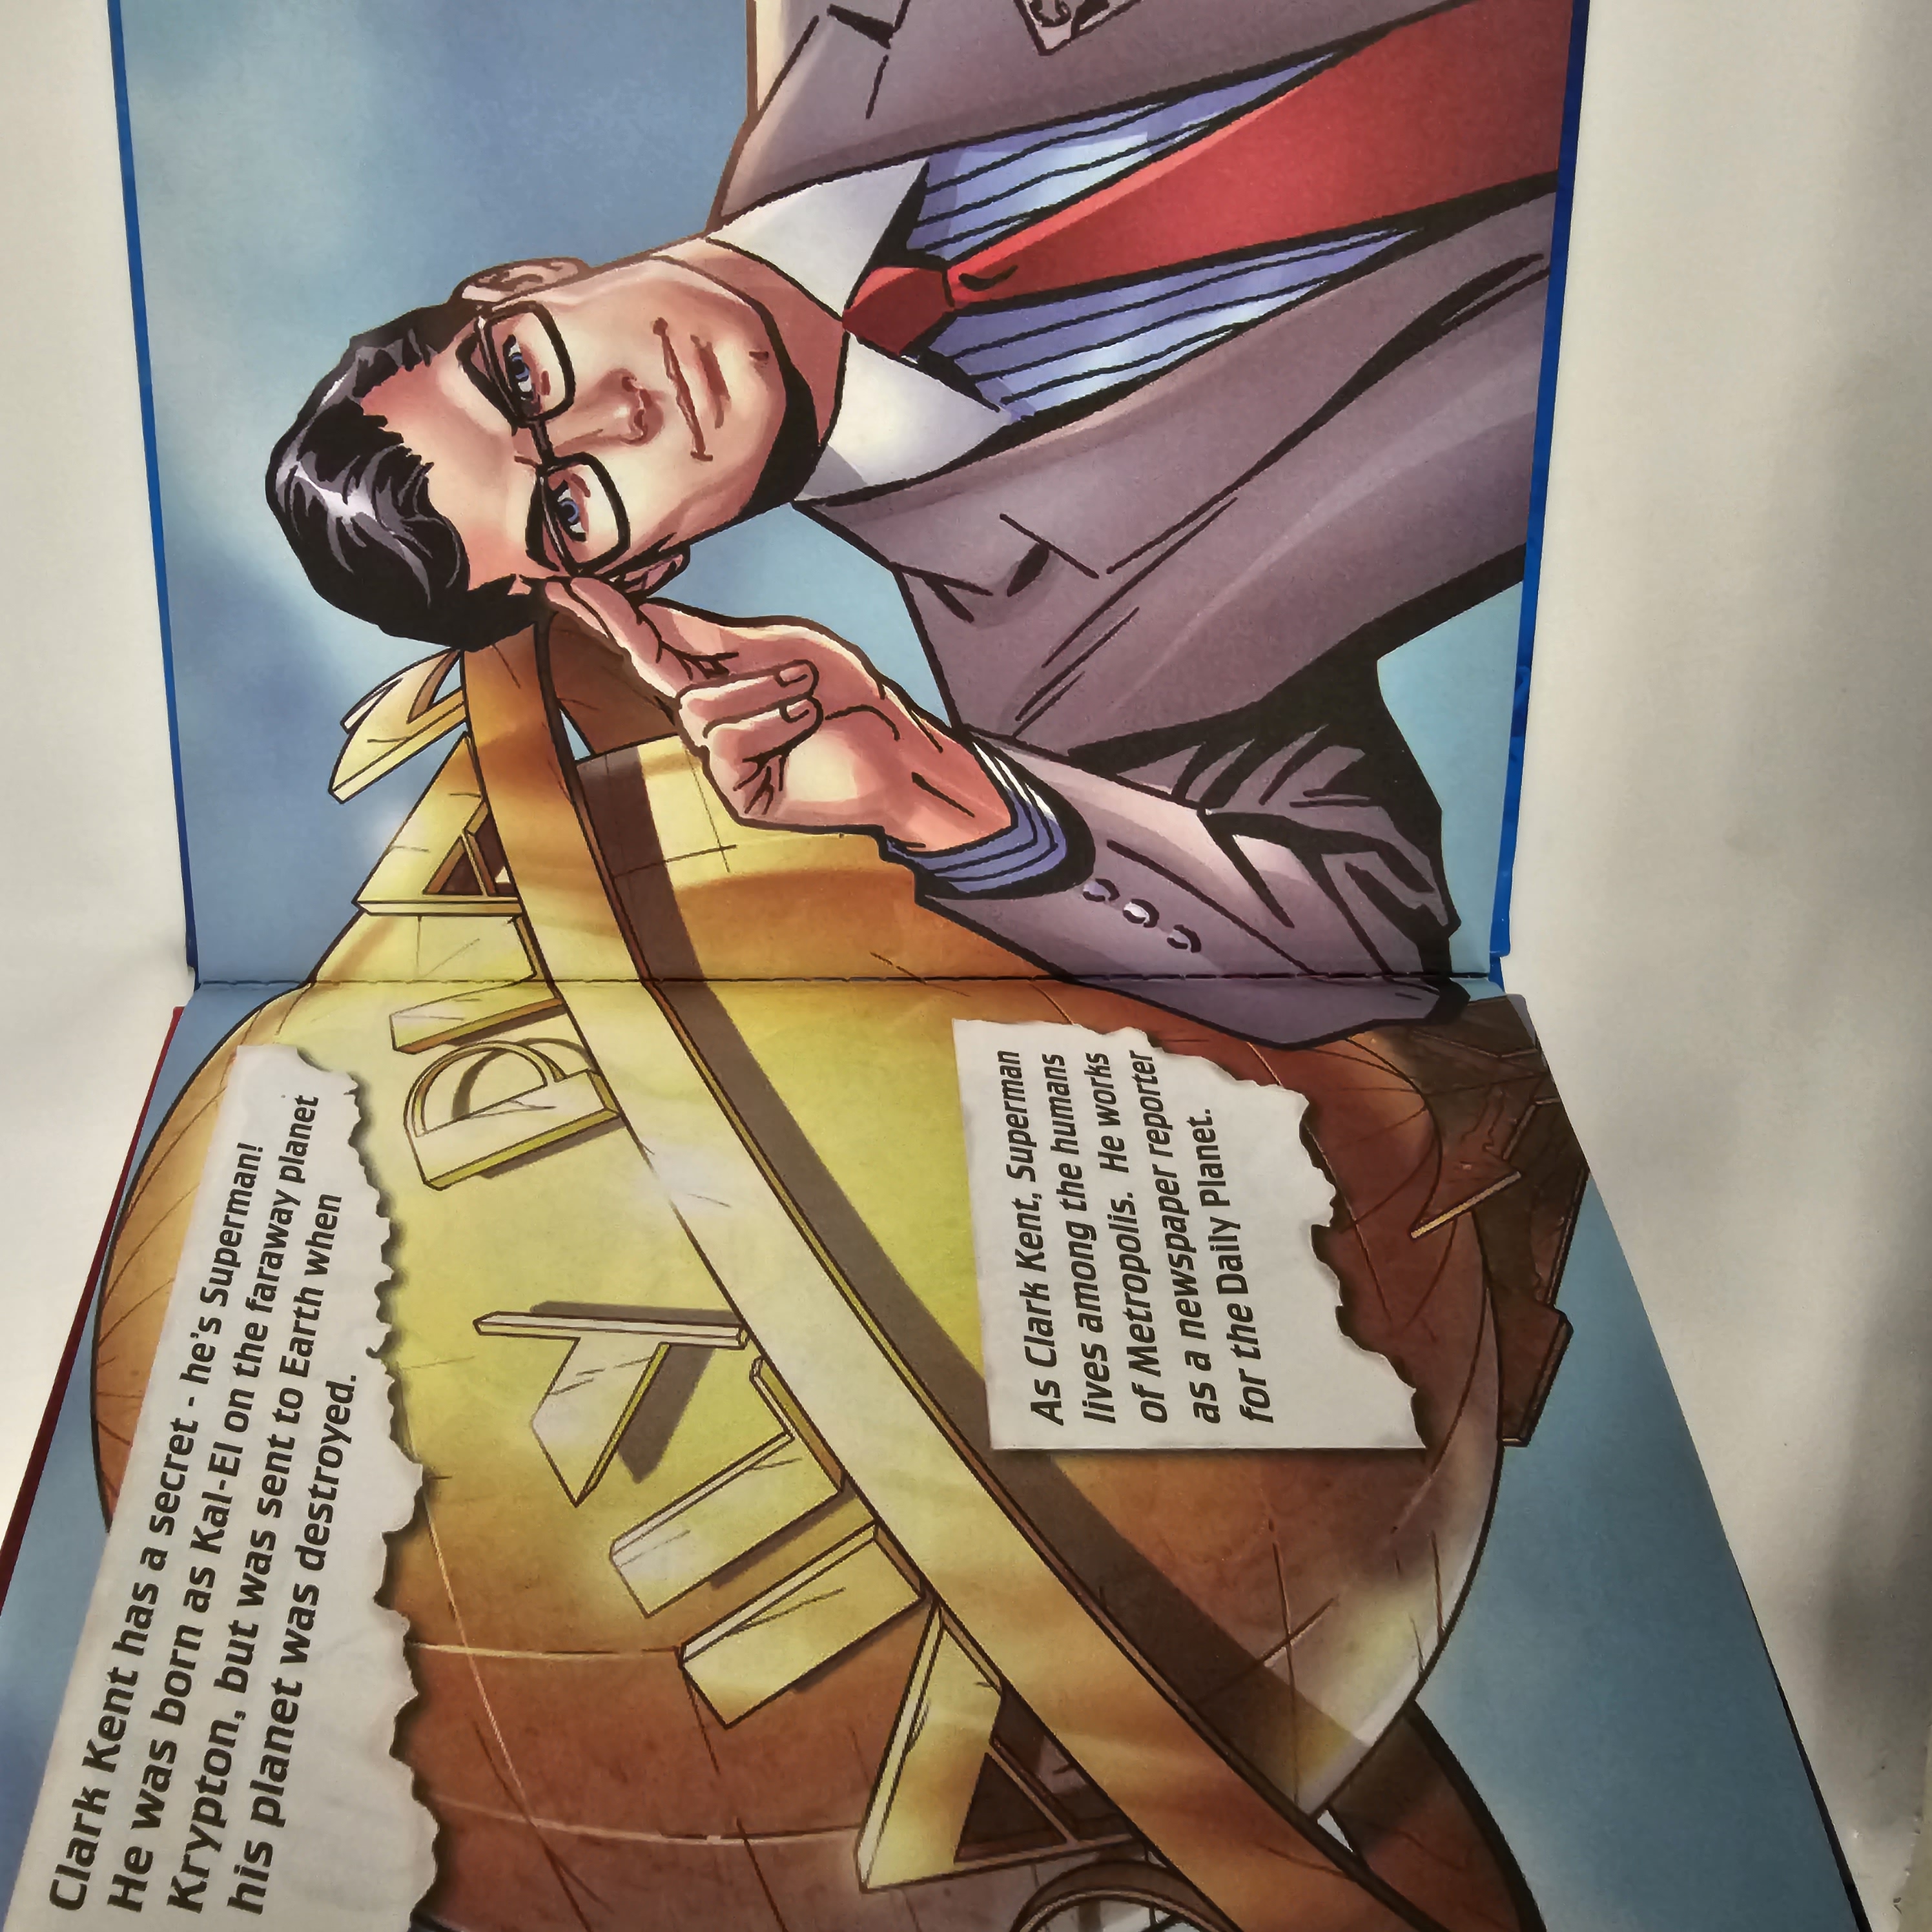 Clark Kent has a secret - he's Superman!
He was born as Kal-El on the faraway planet
Krypton, but was sent to Earth when
his planet was destroyed.
DAILY PLAN
As Clark Kent, Superman
lives among the humans
of Metropolis. He works
as a newspaper reporter
for the Daily Planet.